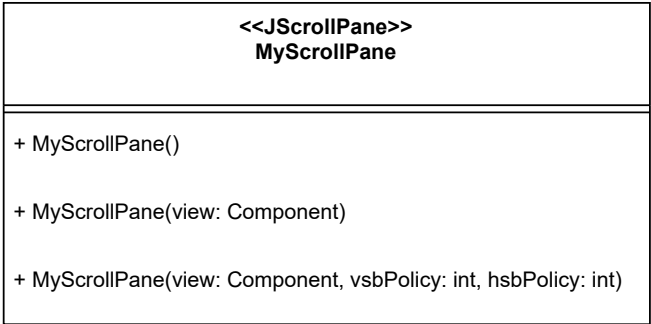 <<JScrollPane>>
MyScrollPane
+ MyScrollPane()
+ MyScrollPane(view: Component)
+ MyScrollPane(view: Component, vsbPolicy: int, hsbPolicy: int)